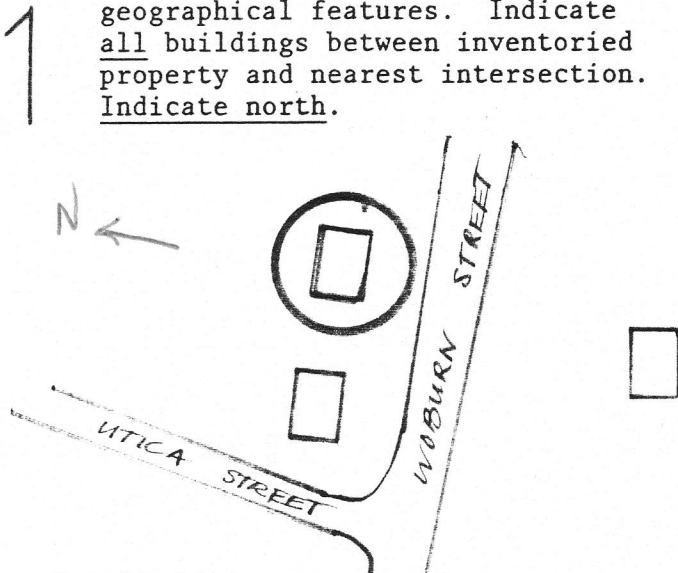 geographical features. Indicate
all buildings between inventoried
property and nearest intersection.
Indicate north.
N
WOBURN STREET
UTICA STREET